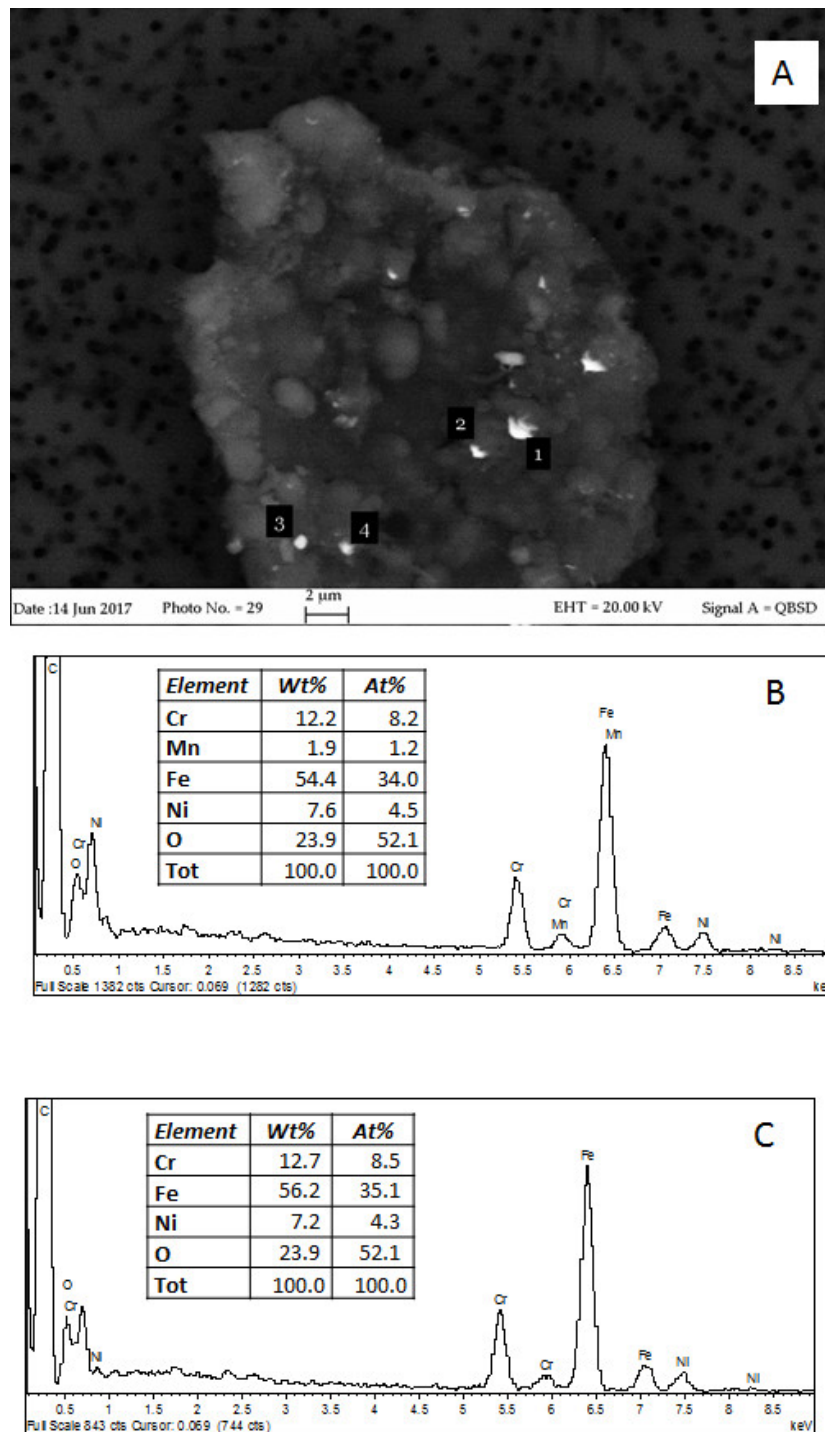 A
2
1
3
4
2 μm
Date :14 Jun 2017 Photo No. = 29 EHT = 20.00 kV Signal A = QBSD
B
Element Wt% At%
Cr 12.2 8.2
Mn 1.9 1.2
Fe 54.4 34.0
Ni 7.6 4.5
O 23.9 52.1
Tot 100.0 100.0
C
Fe
Mn
Ni
Cr
O
Cr
Cr
Mn
Fe
Ni
Ni
0.5 1 1.5 2 2.5 3 3.5 4 4.5 5 5.5 6 6.5 7 7.5 8 8.5
Full Scale 1382 cts Cursor: 0.069 (1282 cts) ke
C
Element Wt% At%
Cr 12.7 8.5
Fe 56.2 35.1
Ni 7.2 4.3
O 23.9 52.1
Tot 100.0 100.0
C
Fe
O
Cr
Ni
Cr
Cr
Fe
Ni
Ni
0.5 1 1.5 2 2.5 3 3.5 4 4.5 5 5.5 6 6.5 7 7.5 8 8.5
Full Scale 843 cts Cursor: 0.069 (744 cts) keV